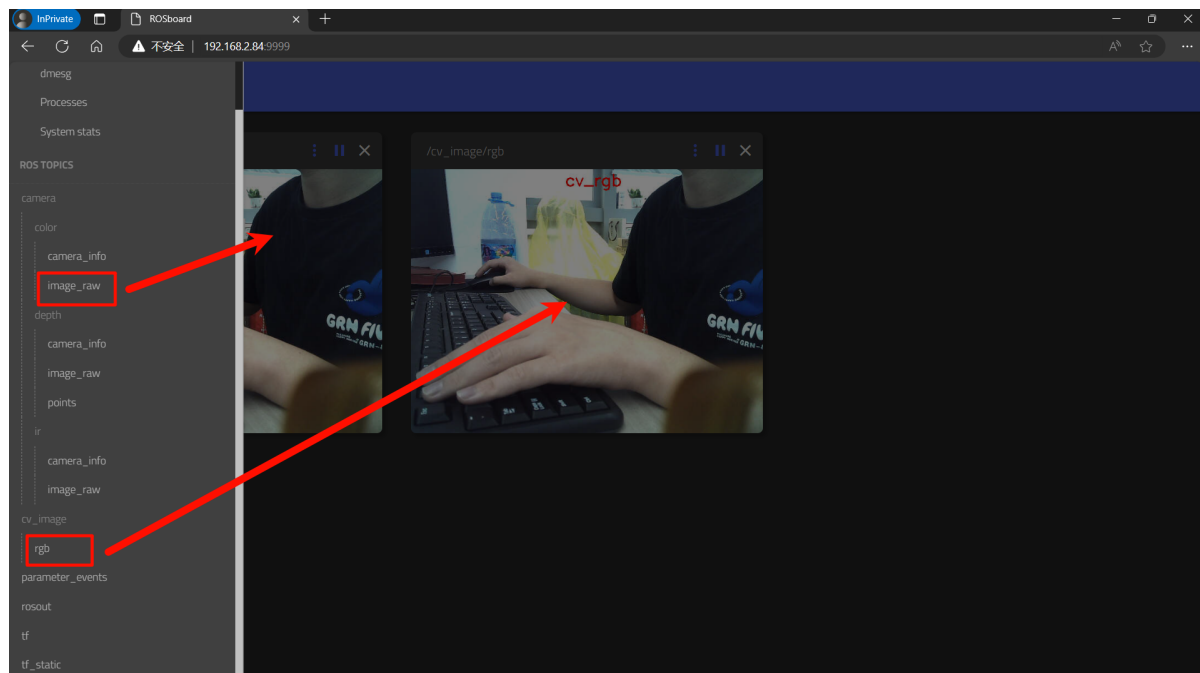 InPrivate
ROSboard
不安全 | 192.168.2.84:9999
dmesg
Processes
System stats
ROS TOPICS
camera
color
camera_info
image_raw
depth
camera_info
image_raw
points
ir
camera_info
image_raw
cv_image
rgb
parameter_events
rosout
tf
tf_static
/cv_image/rgb
cv_rgb
GRN
GRN